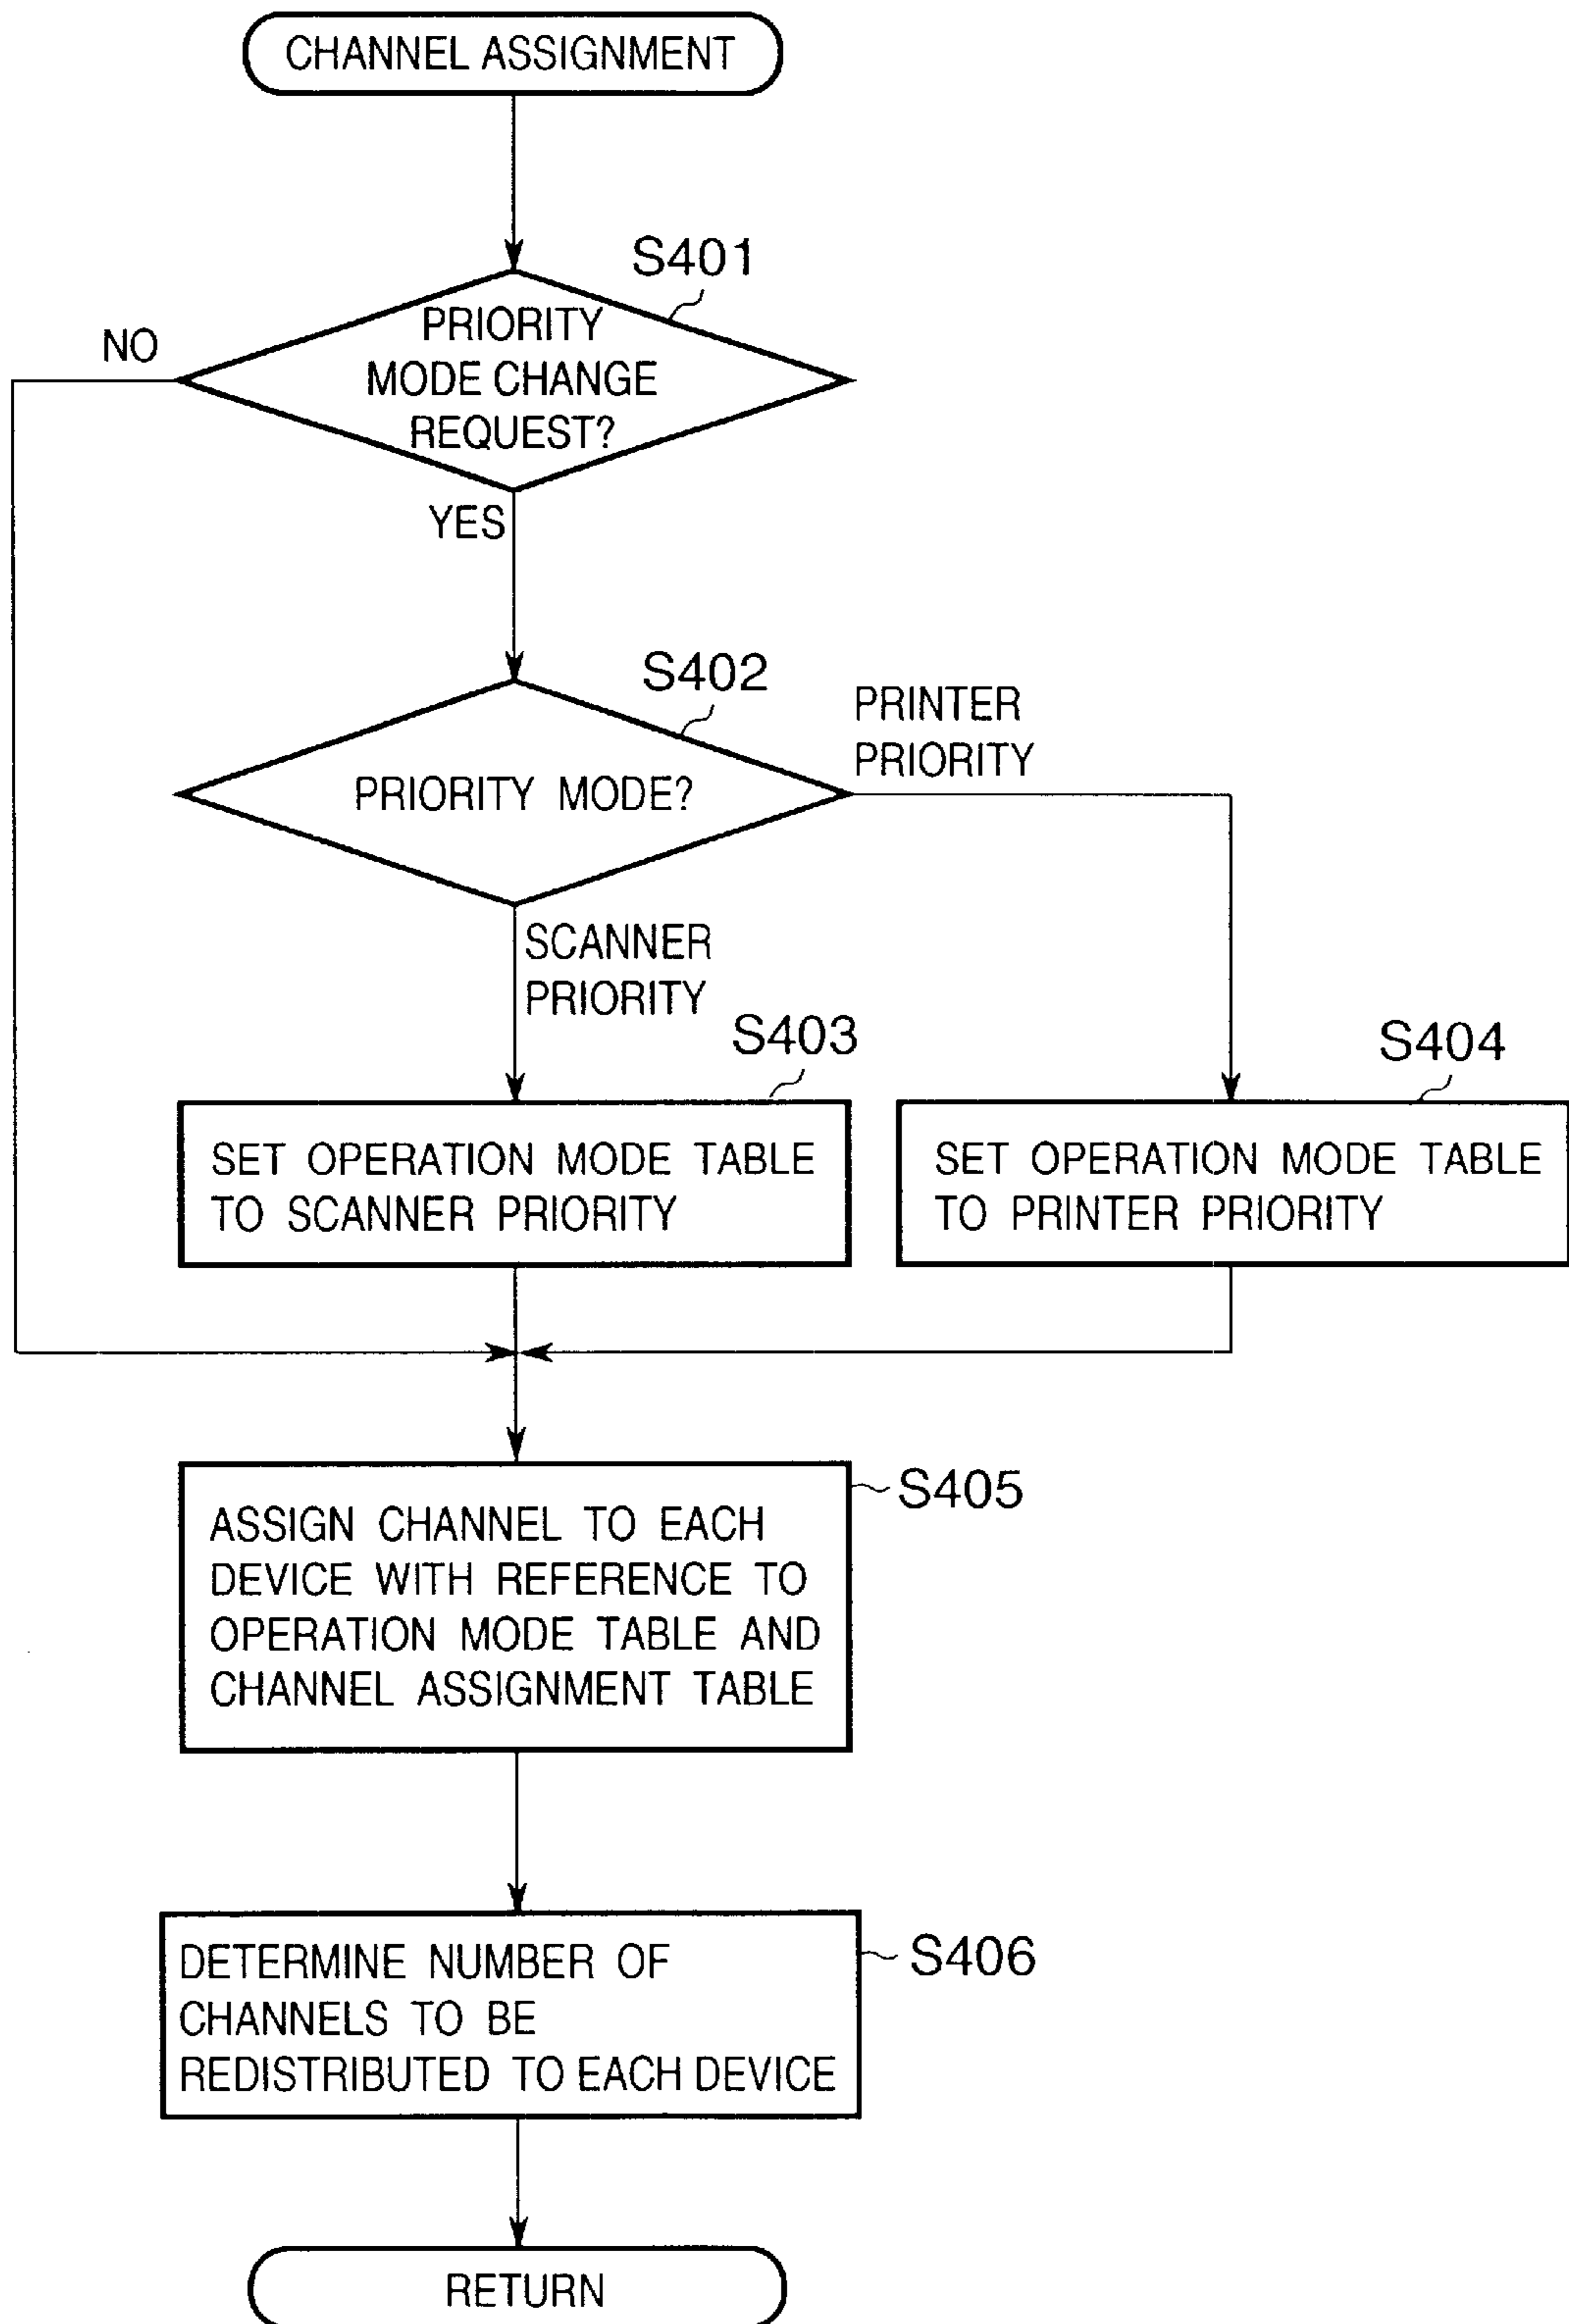 CHANNEL ASSIGNMENT
S401
NO
PRIORITY
MODE CHANGE
REQUEST?
YES
S402
PRINTER
PRIORITY
PRIORITY MODE?
SCANNER
PRIORITY
S403
S404
SET OPERATION MODE TABLE
TO SCANNER PRIORITY
SET OPERATION MODE TABLE
TO PRINTER PRIORITY
S405
ASSIGN CHANNEL TO EACH
DEVICE WITH REFERENCE TO
OPERATION MODE TABLE AND
CHANNEL ASSIGNMENT TABLE
S406
DETERMINE NUMBER OF
CHANNELS TO BE
REDISTRIBUTED TO EACH DEVICE
RETURN